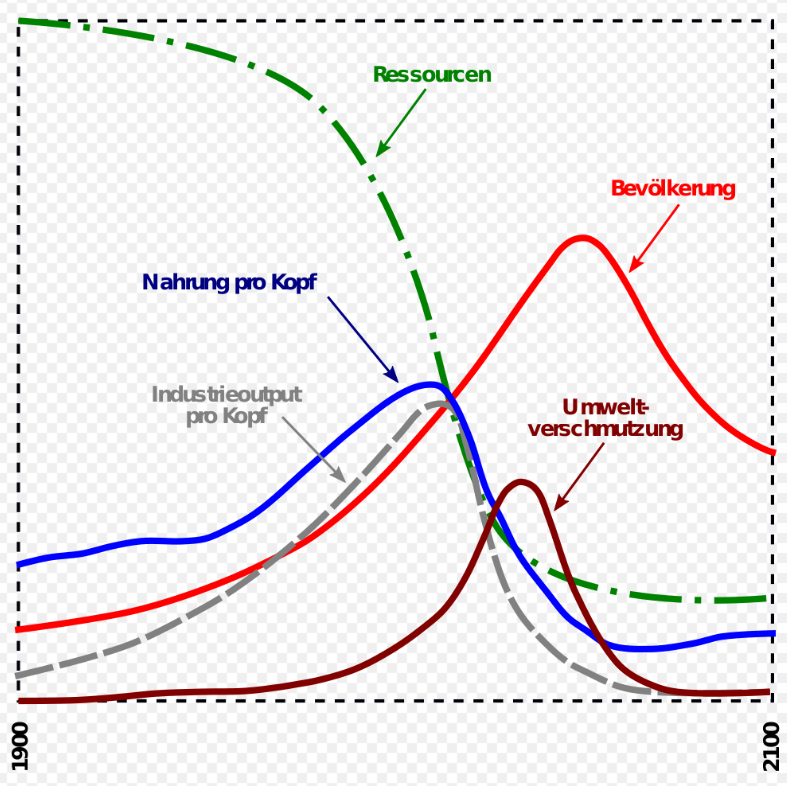 Ressourcen
Bevölkerung
Nahrung pro Kopf
Industrieoutput
pro Kopf
Umwelt-
verschmutzung
1900
2100